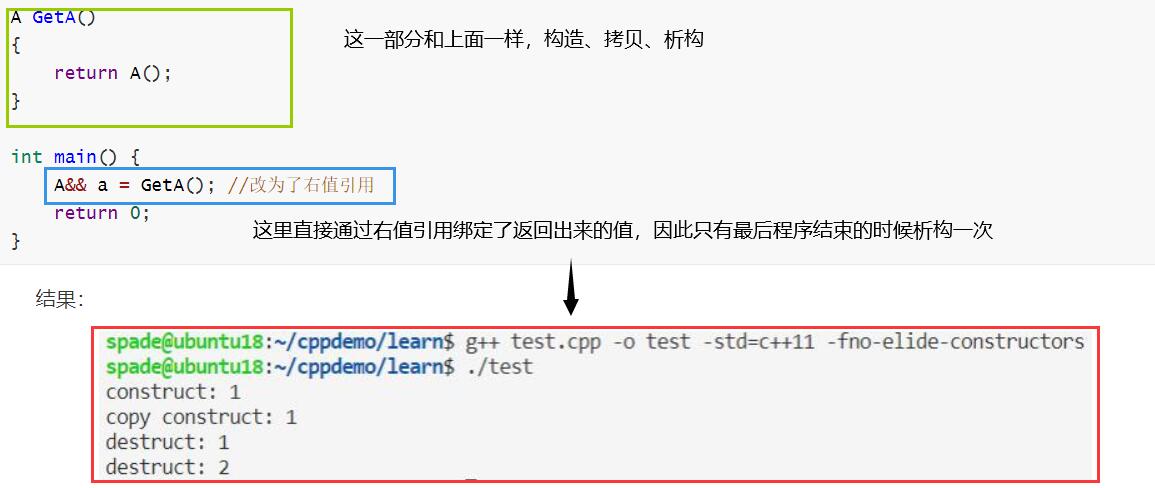 A GetA()
这一部分和上面一样，构造、拷贝、析构
{
return A();
}
int main() {
A&& a = GetA(); //改为了右值引用
return 0;
这里直接通过右值引用绑定了返回出来的值，因此只有最后程序结束的时候析构一次
}
结果：
spade@ubuntu18:~/cppdemo/learn$ g++ test.cpp -o test -std=c++11 -fno-elide-constructors
spade@ubuntu18:~/cppdemo/learn$ ./test
construct: 1
copy construct: 1
destruct: 1
destruct: 2